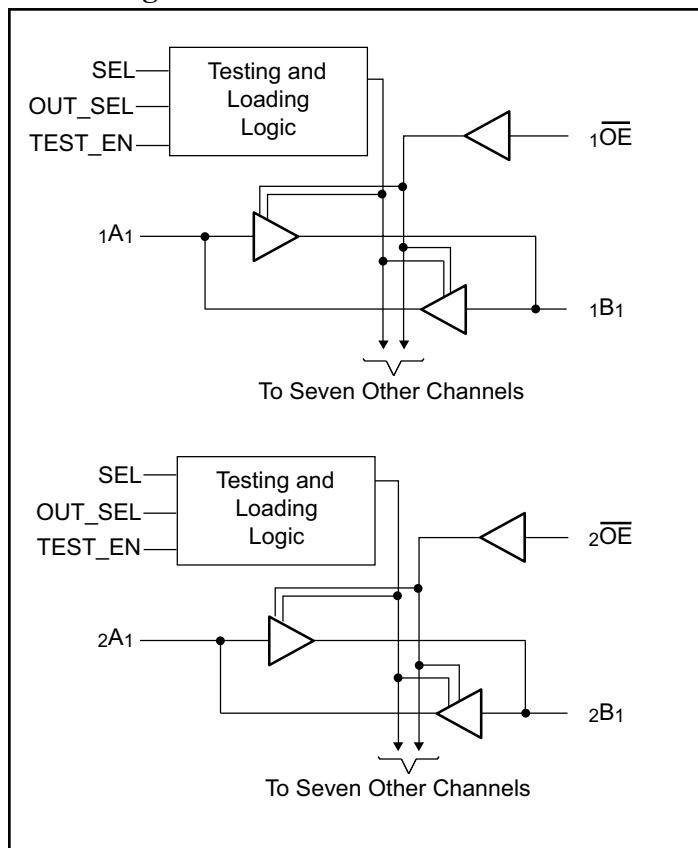 SEL
OUT_SEL
TEST_EN
Testing and
Loading
Logic
1OE
1A1
1B1
To Seven Other Channels
SEL
OUT_SEL
TEST_EN
Testing and
Loading
Logic
2OE
2A1
2B1
To Seven Other Channels